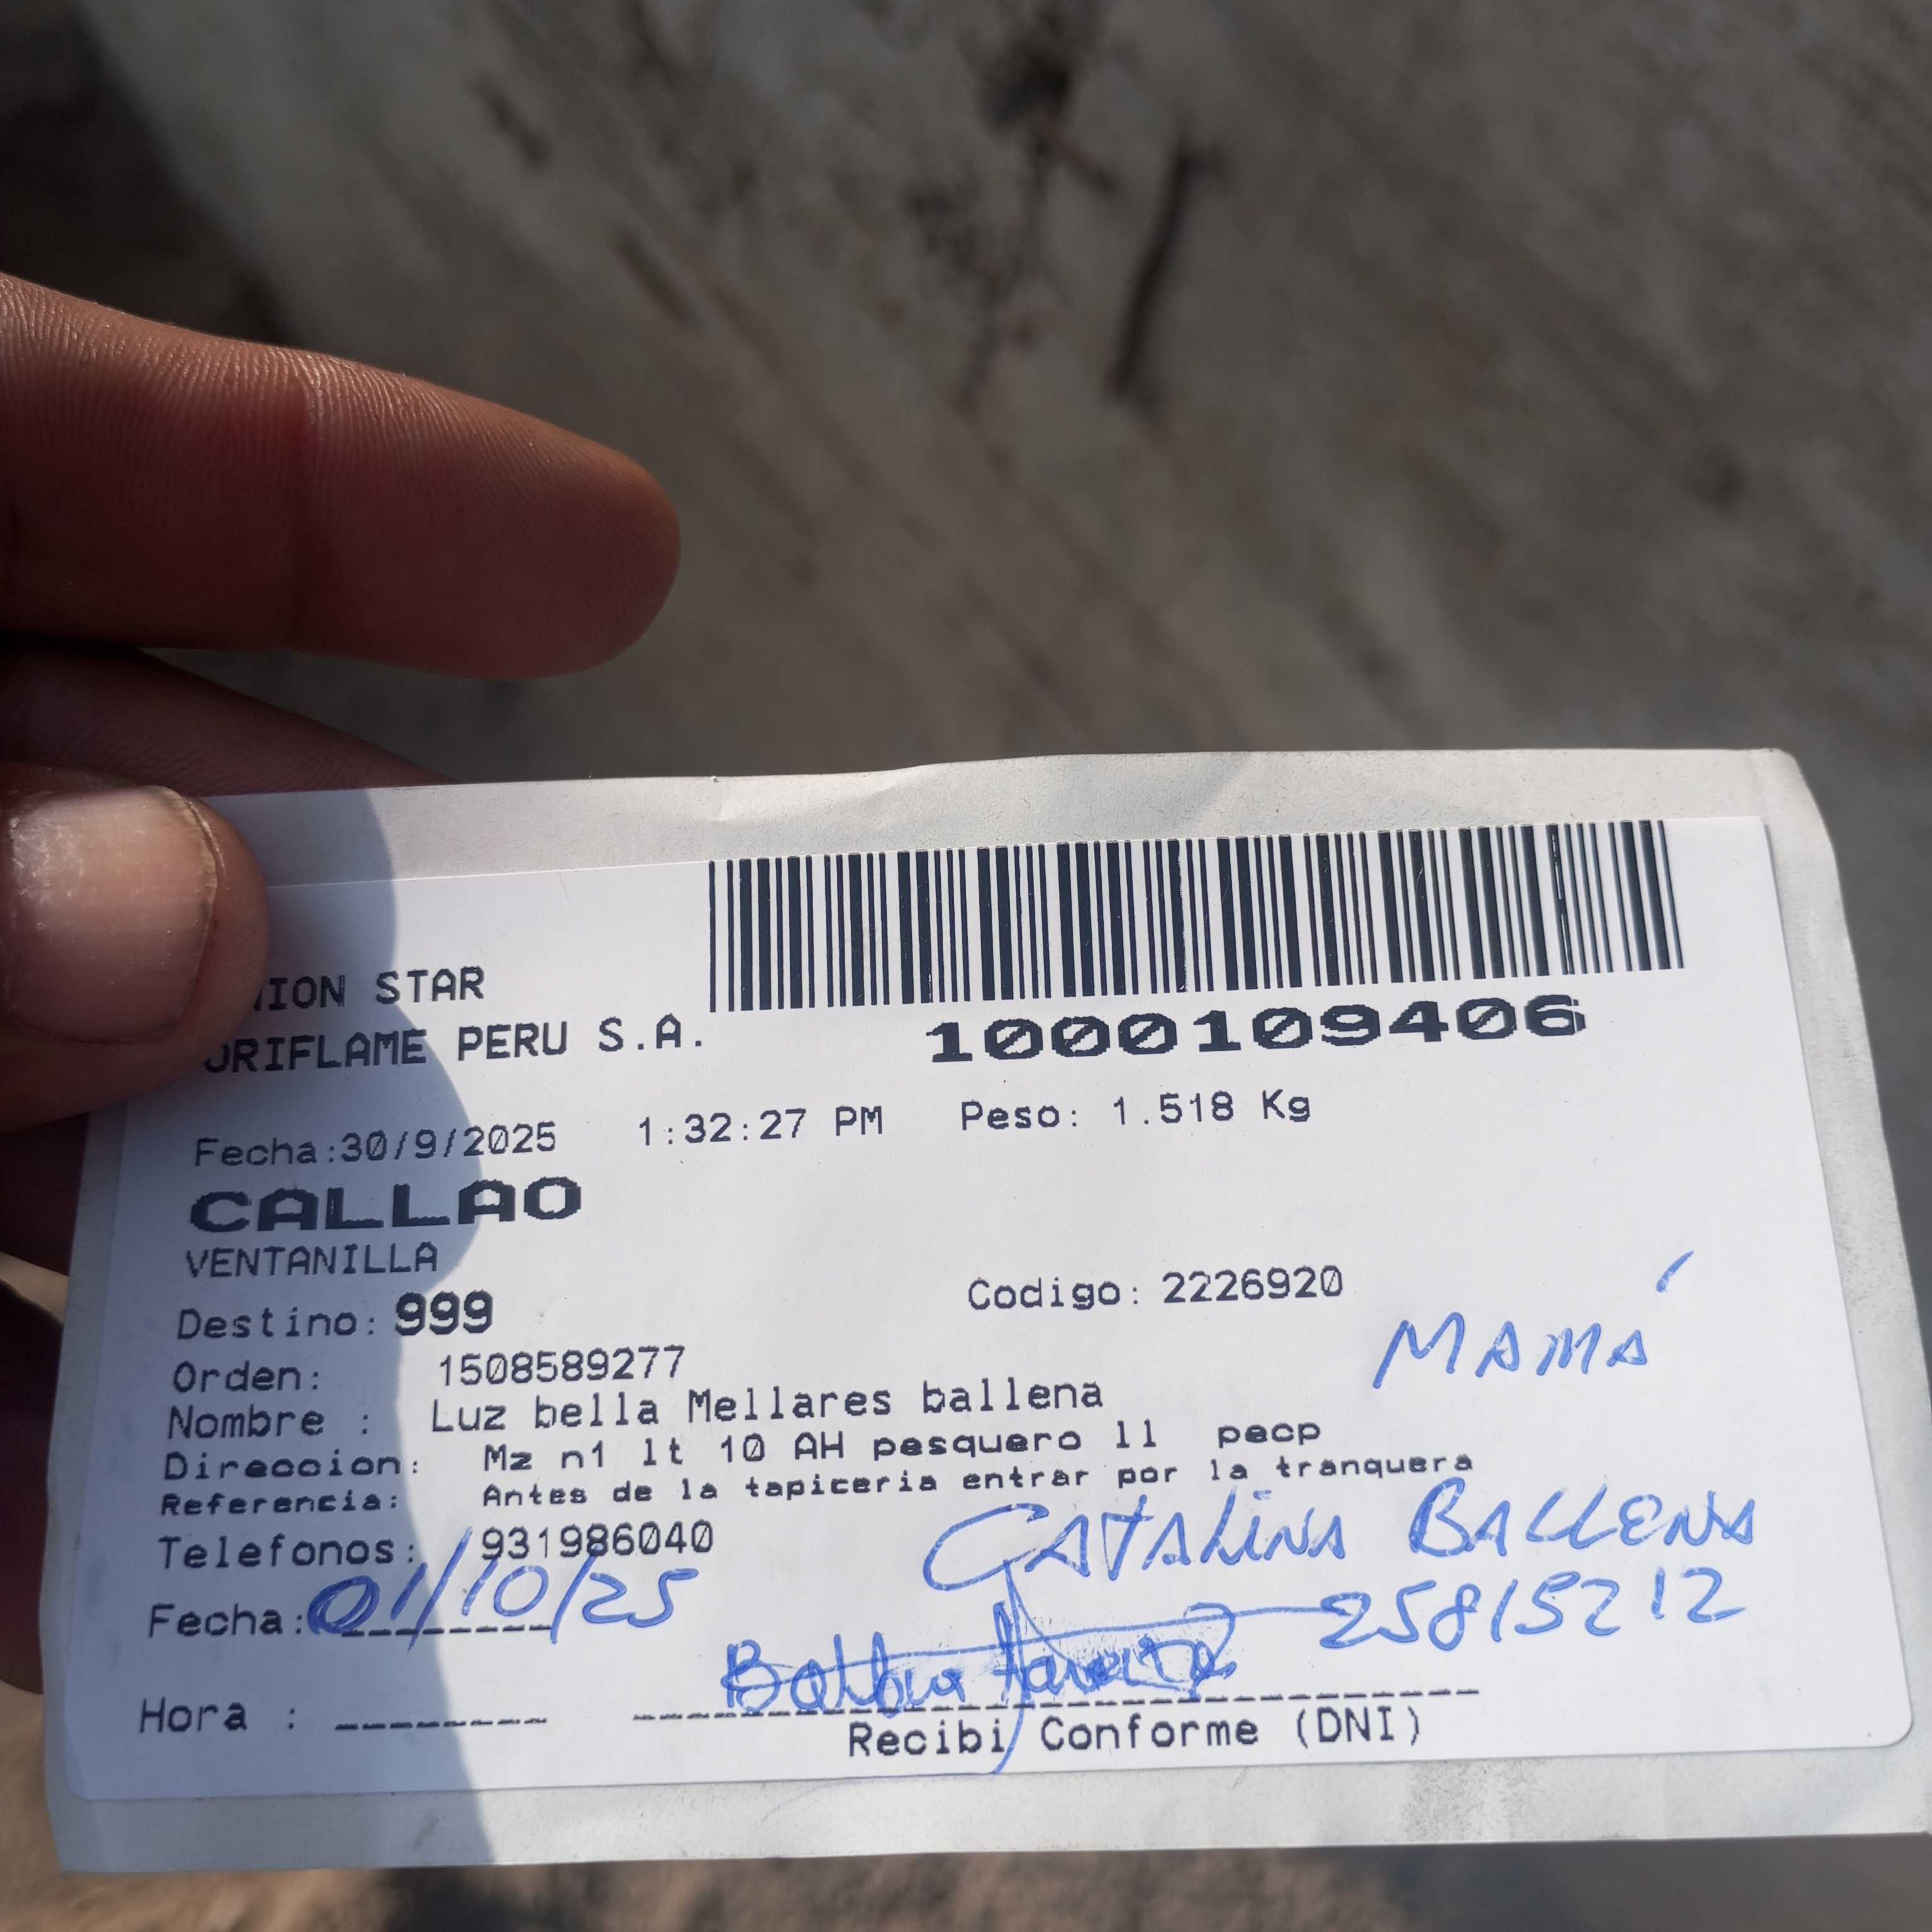 ION STAR
ORIFLAME PERU S.A.
1000109406
Fecha:30/9/2025 1:32:27 PM Peso: 1.518 Kg
CALLAO
VENTANILLA
Destino: 999 Codigo: 2226920
MAMÁ
Orden: 1508589277
Nombre : Luz bella Mellares ballena
Direccion: Mz n1 lt 10 AH pesquero ll pecp
Referencia: Antes de la tapiceria entrar por la tranquera
Telefonos: 931986040
CATALINA BALLENA
Fecha: 01/10/25
25815212
Hora :
Recibi Conforme (DNI)